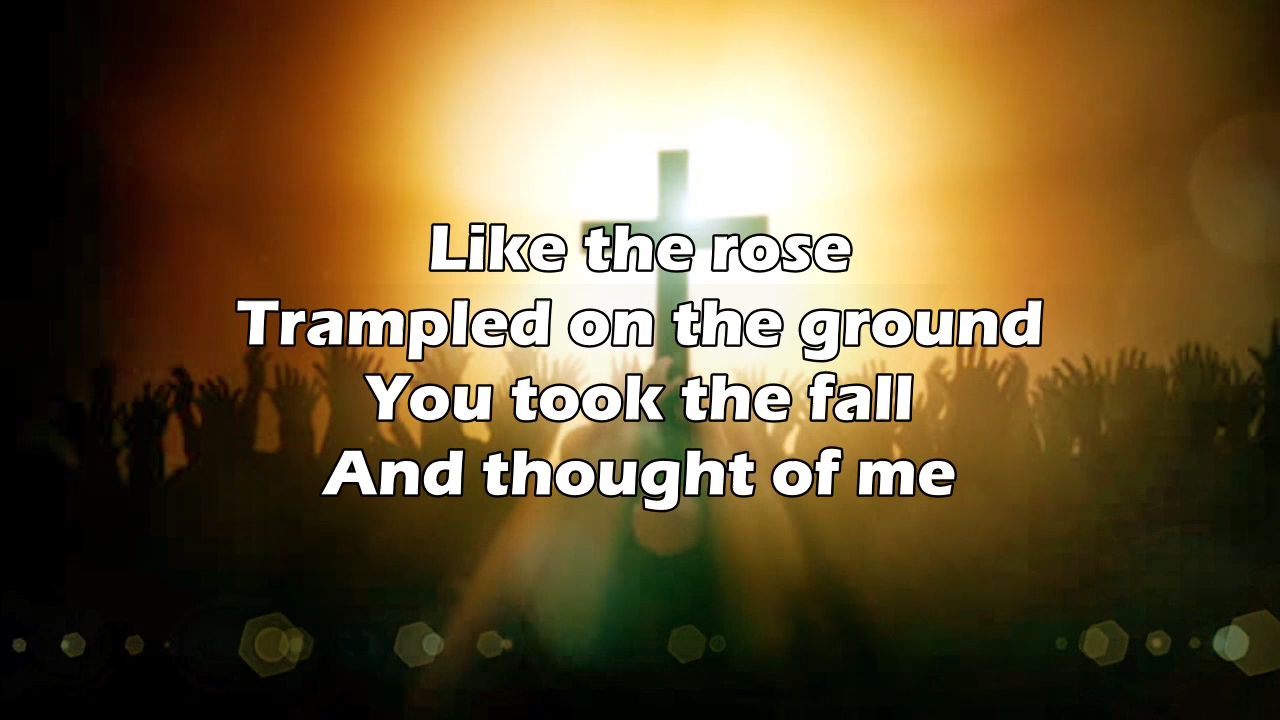 Like the rose
Trampled on the ground
You took the fall
And thought of me